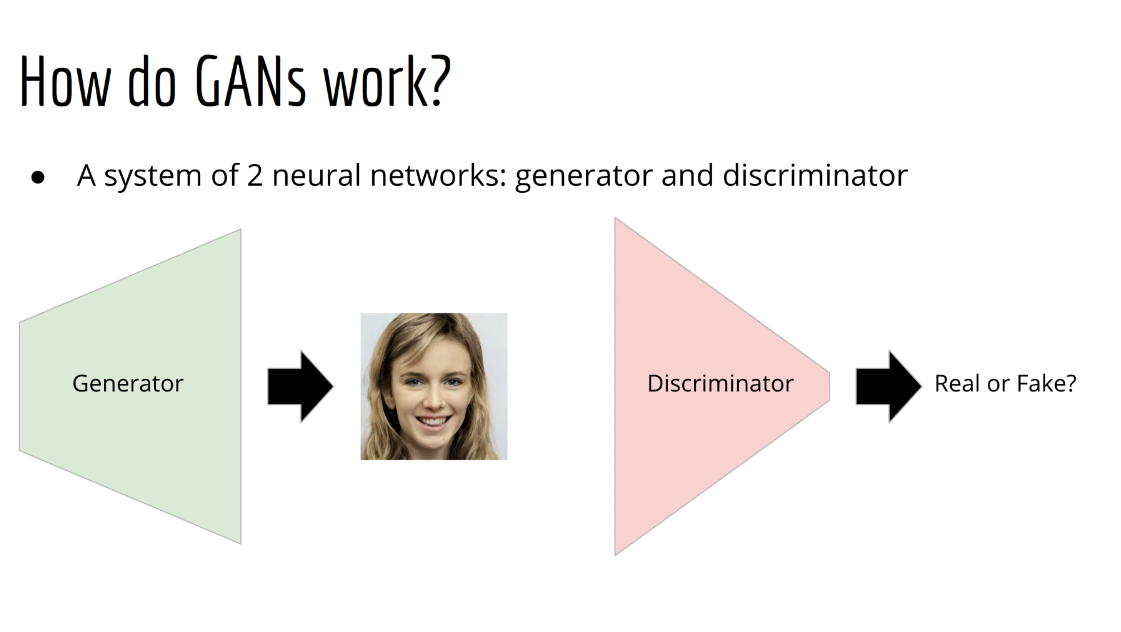 How do GANs work?
● A system of 2 neural networks: generator and discriminator
Generator
Discriminator
Real or Fake?